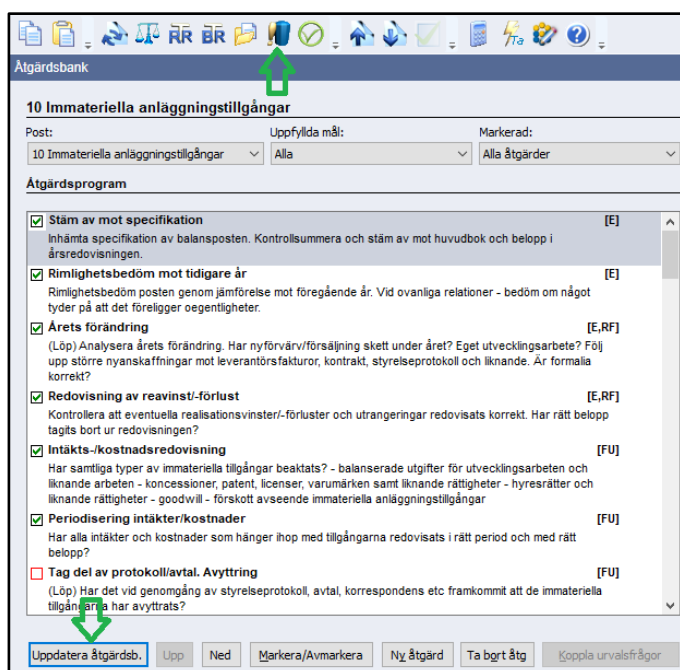 RR BR Ta
Åtgärdsbank
10 Immateriella anläggningstillgångar
Post: Uppfyllda mål: Markerad:
10 Immateriella anläggningstillgångar Alla Alla åtgärder
Åtgärdsprogram
Stäm av mot specifikation [E]
Inhämta specifikation av balansposten. Kontrollsummera och stäm av mot huvudbok och belopp i
årsredovisningen.
Rimlighetsbedöm mot tidigare år [E]
Rimlighetsbedöm posten genom jämförelse mot föregående år. Vid ovanliga relationer - bedöm om något
tyder på att det föreligger oegentligheter.
Årets förändring [E,RF]
(Löp) Analysera årets förändring. Har nyförvärv/försäljning skett under året? Eget utvecklingsarbete? Följ
upp större nyanskaffningar mot leverantörsfakturor, kontrakt, styrelseprotokoll och liknande. Är formalia
korrekt?
Redovisning av reavinst/-förlust [E,RF]
Kontrollera att eventuella realisationsvinster/-förluster och utrangeringar redovisats korrekt. Har rätt belopp
tagits bort ur redovisningen?
Intäkts-/kostnadsredovisning [FU]
Har samtliga typer av immateriella tillgångar beaktats? - balanserade utgifter för utvecklingsarbeten och
liknande arbeten - koncessioner, patent, licenser, varumärken samt liknande rättigheter - hyresrätter och
liknande rättigheter - goodwill - förskott avseende immateriella anläggningstillgångar
Periodisering intäkter/kostnader [FU]
Har alla intäkter och kostnader som hänger ihop med tillgångarna redovisats i rätt period och med rätt
belopp?
Tag del av protokoll/avtal. Avyttring [FU]
(Löp) Har det vid genomgång av styrelseprotokoll, avtal, korrespondens etc framkommit att de immateriella
tillgångarna har avyttrats?
Uppdatera åtgärdsb. Upp Ned Markera/Avmarkera Ny åtgärd Ta bort åtg Koppla urvalsfrågor